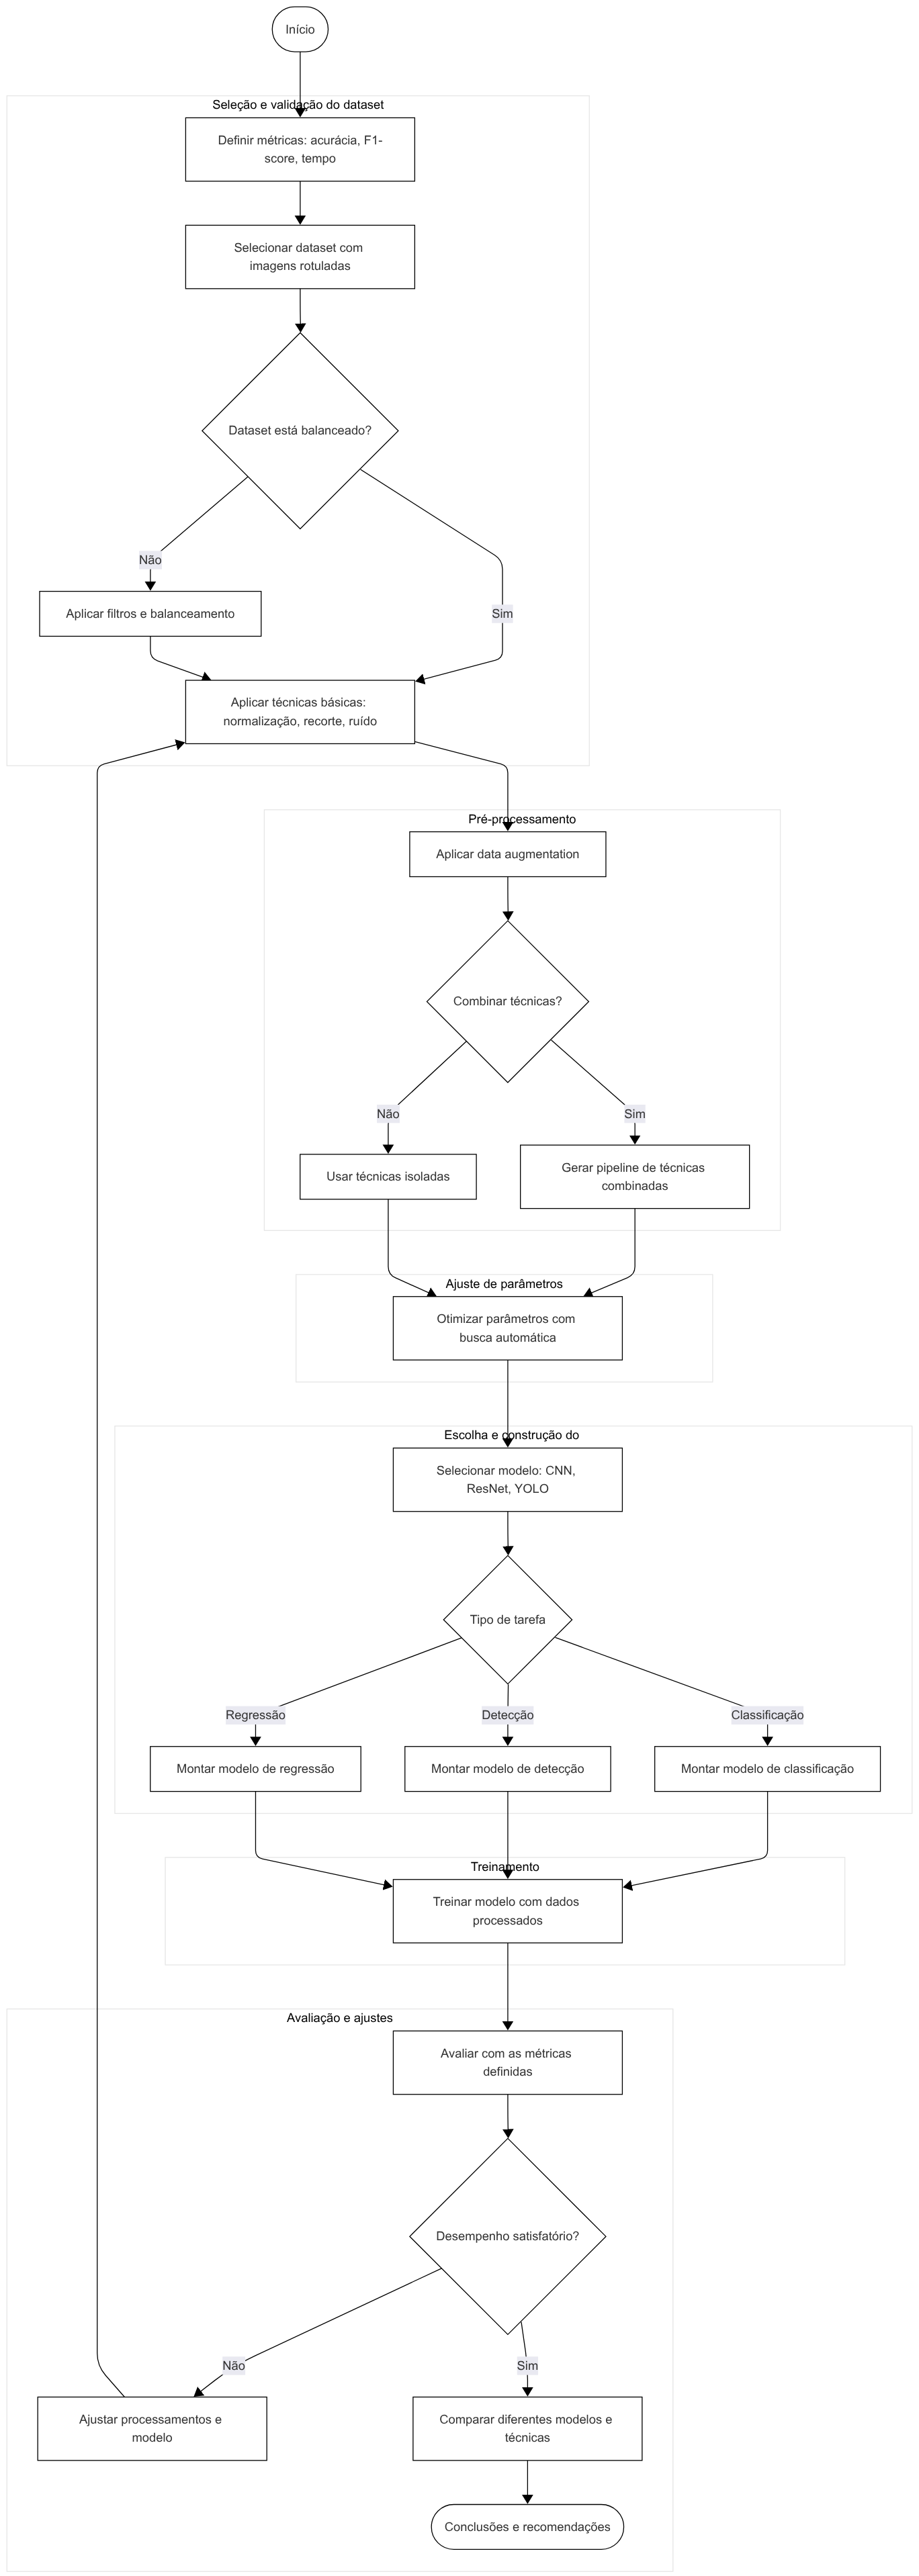 Início
Seleção e validação do dataset
Definir métricas: acurácia, F1-
score, tempo
Selecionar dataset com
imagens rotuladas
Dataset está balanceado?
Não
Sim
Aplicar filtros e balanceamento
Aplicar técnicas básicas:
normalização, recorte, ruído
Pré-processamento
Aplicar data augmentation
Combinar técnicas?
Não
Sim
Usar técnicas isoladas
Gerar pipeline de técnicas
combinadas
Ajuste de parâmetros
Otimizar parâmetros com
busca automática
Escolha e construção do
Selecionar modelo: CNN,
ResNet, YOLO
Tipo de tarefa
Regressão
Detecção
Classificação
Montar modelo de regressão
Montar modelo de detecção
Montar modelo de classificação
Treinamento
Treinar modelo com dados
processados
Avaliação e ajustes
Avaliar com as métricas
definidas
Desempenho satisfatório?
Não
Sim
Ajustar processamentos e
modelo
Comparar diferentes modelos e
técnicas
Conclusões e recomendações